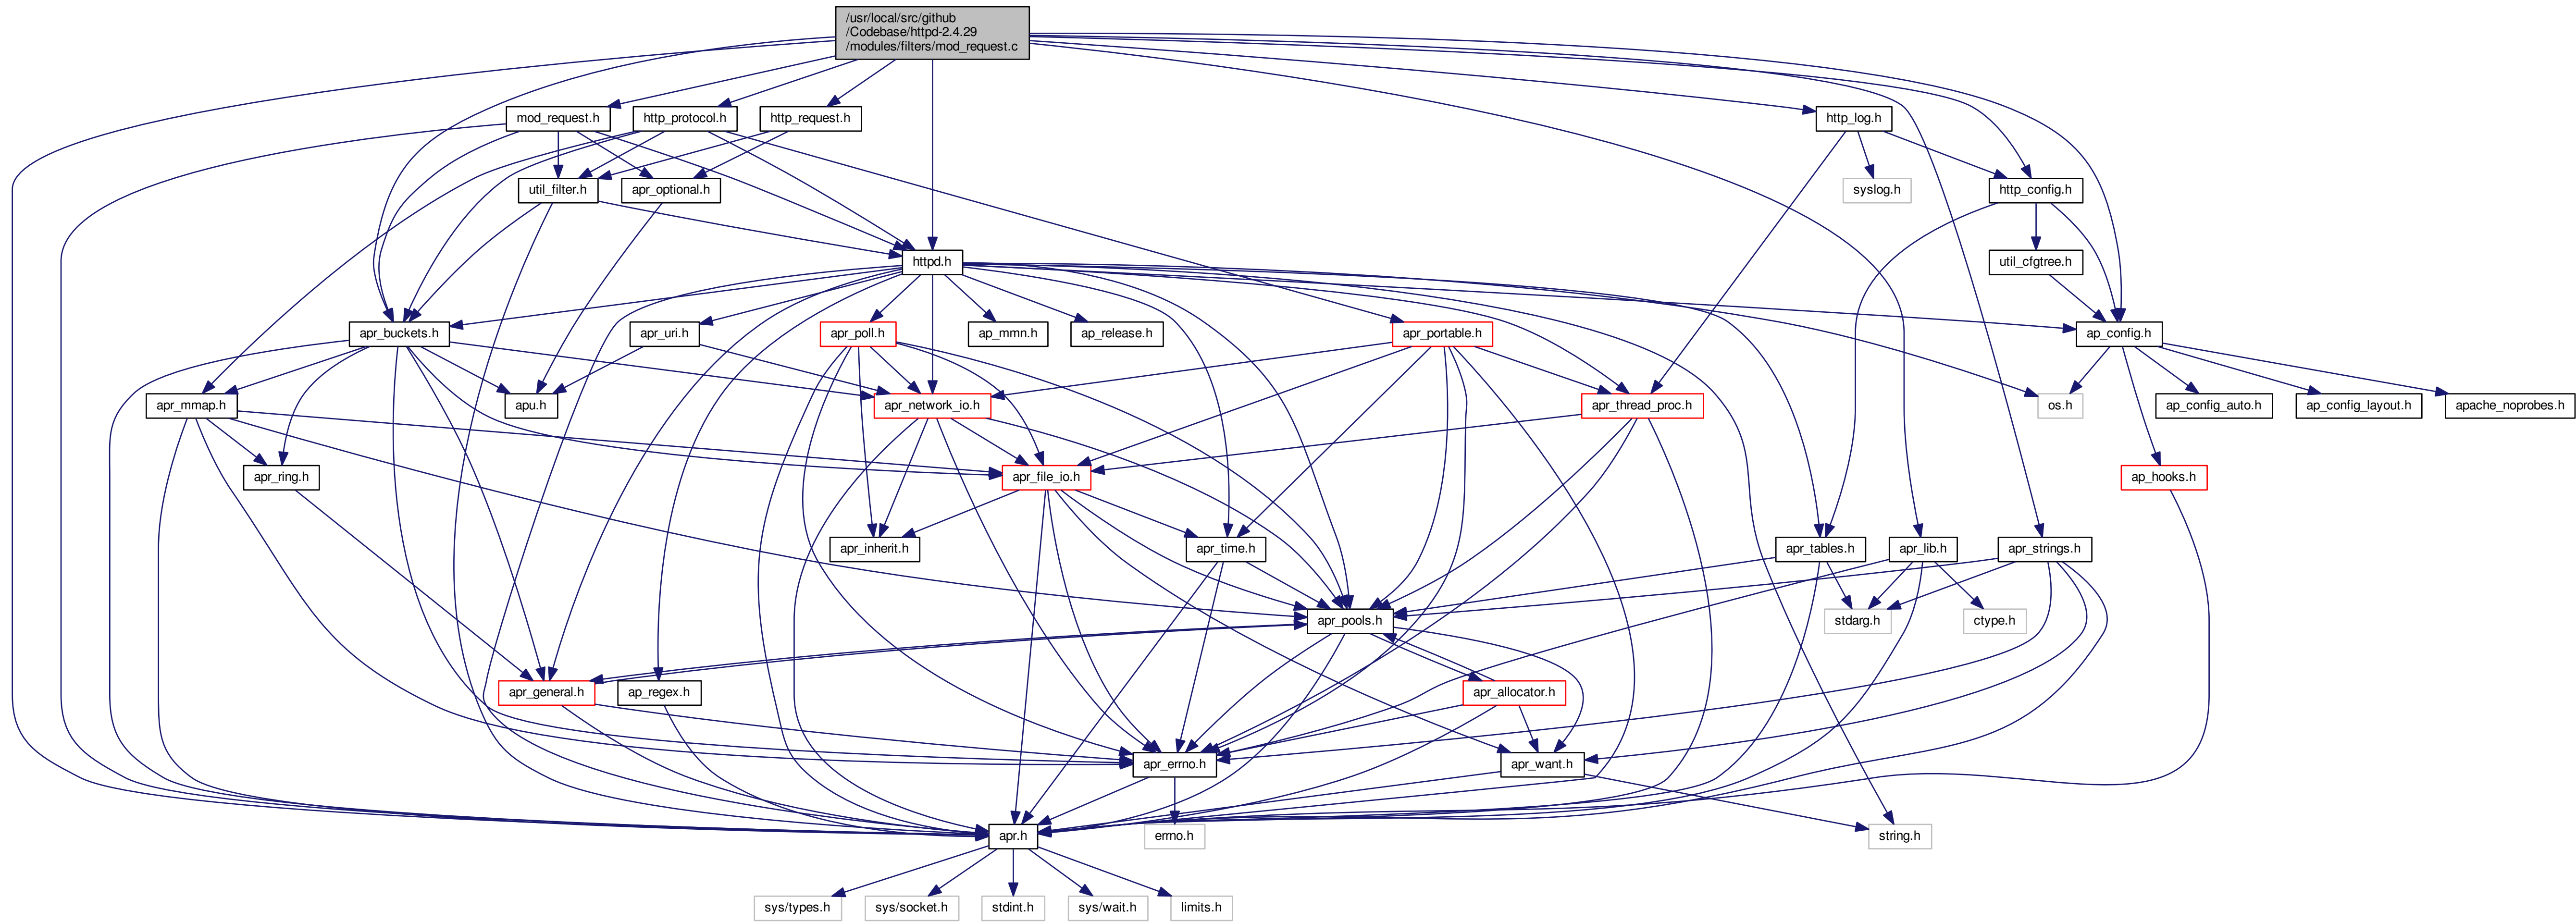 /usr/local/src/github
/Codebase/httpd-2.4.29
/modules/filters/mod_request.c
mod_request.h
http_protocol.h
http_request.h
http_log.h
util_filter.h
apr_optional.h
syslog.h
http_config.h
httpd.h
util_cfgtree.h
apr_buckets.h
apr_uri.h
apr_poll.h
ap_mmn.h
ap_release.h
apr_portable.h
ap_config.h
apr_mmap.h
apu.h
apr_network_io.h
apr_thread_proc.h
os.h
ap_config_auto.h
ap_config_layout.h
apache_noprobes.h
apr_ring.h
apr_file_io.h
ap_hooks.h
apr_inherit.h
apr_time.h
apr_tables.h
apr_lib.h
apr_strings.h
apr_pools.h
stdarg.h
ctype.h
apr_general.h
ap_regex.h
apr_allocator.h
apr_errno.h
apr_want.h
apr.h
errno.h
string.h
sys/types.h
sys/socket.h
stdint.h
sys/wait.h
limits.h